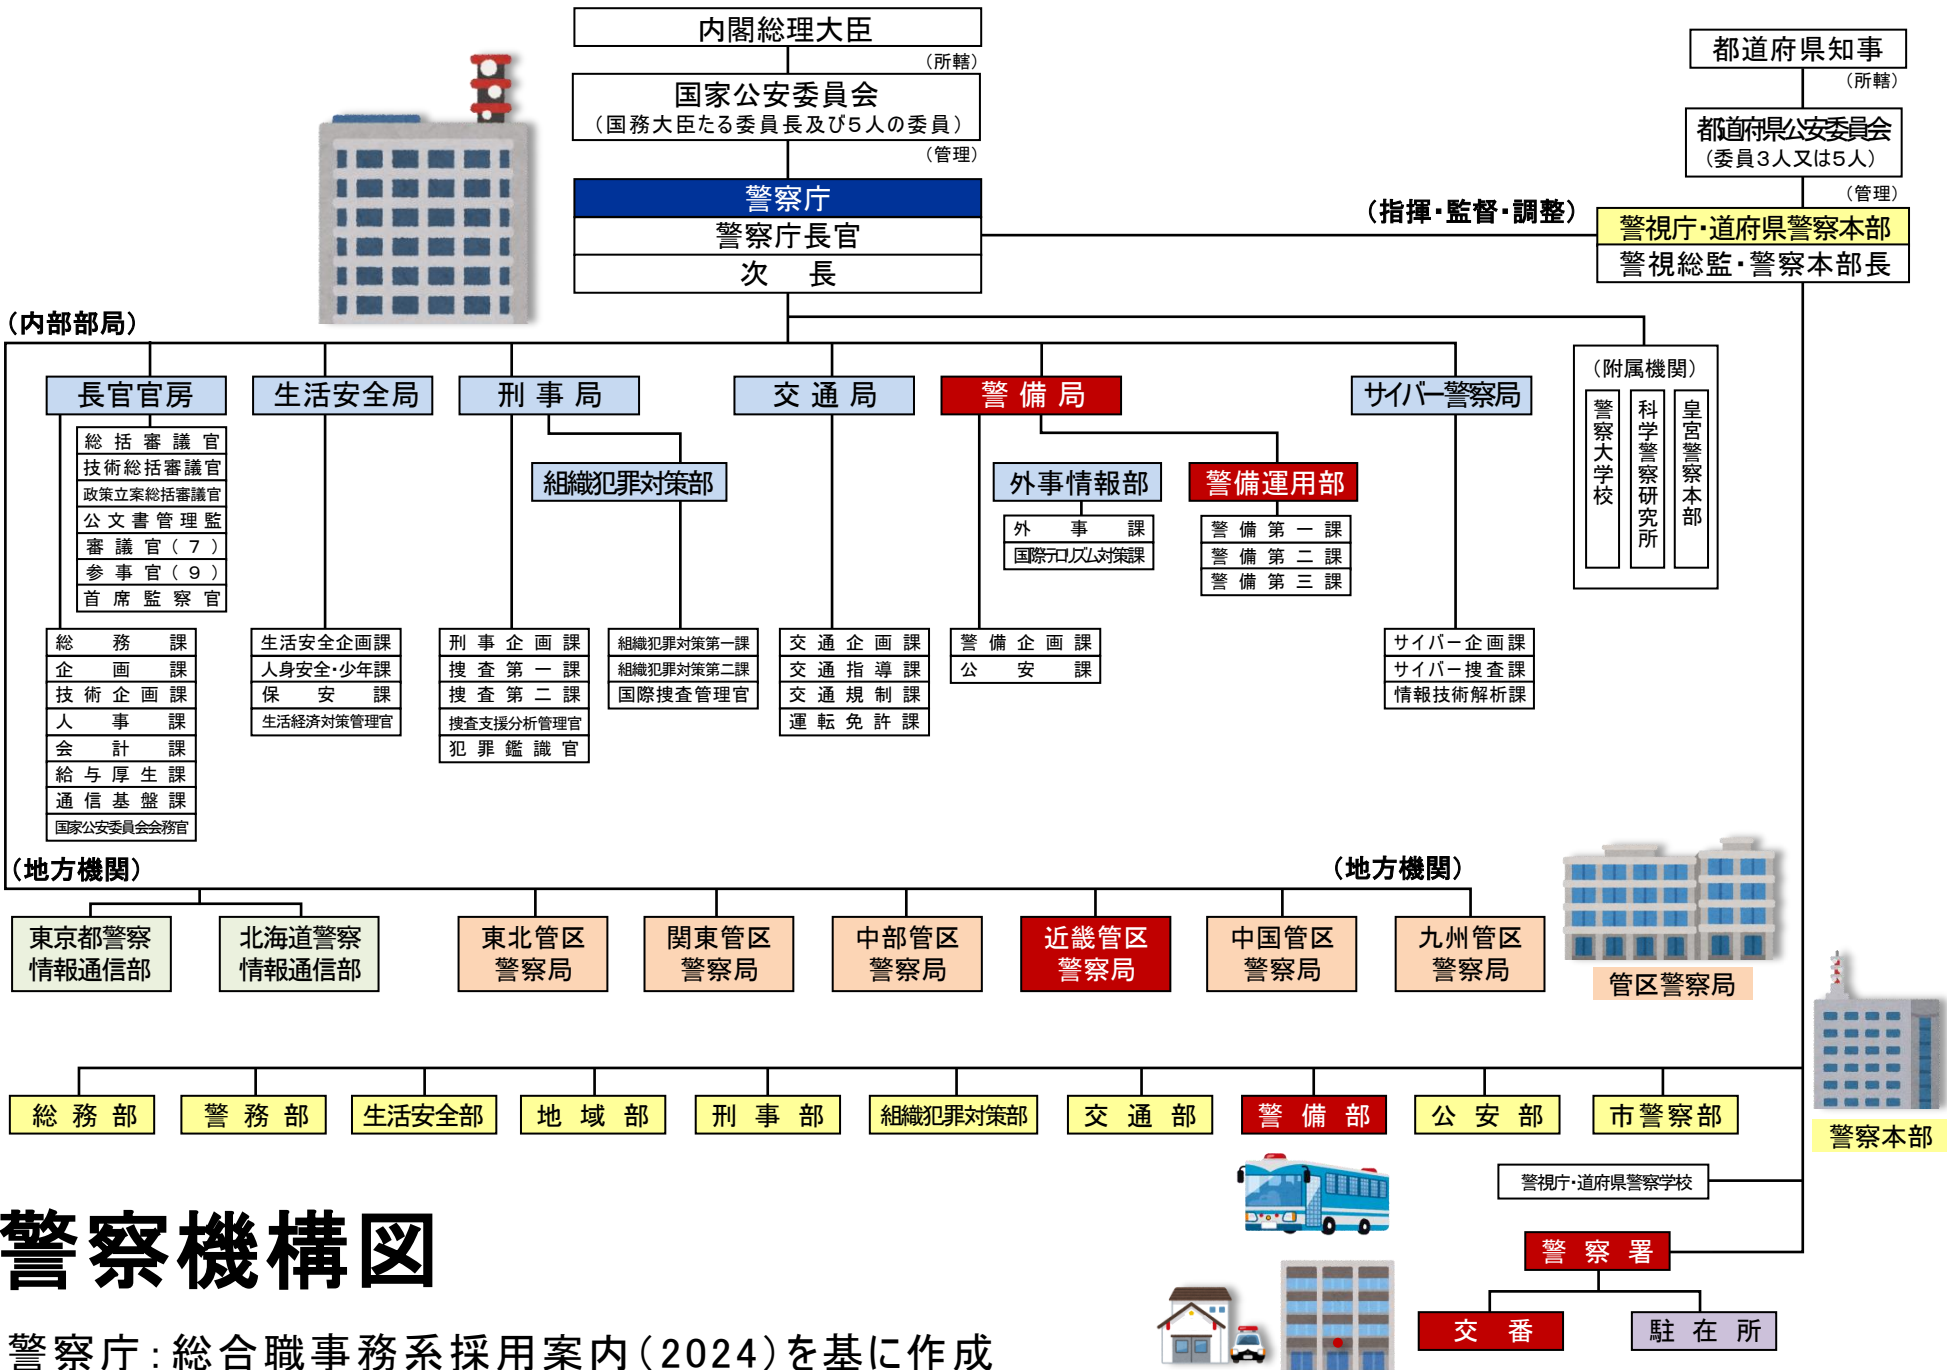 内閣総理大臣
（所轄）
国家公安委員会
（国務大臣たる委員長及び5人の委員）
（管理）
警察庁
警察庁長官
次　長
都道府県知事
（所轄）
都道府県公安委員会
（委員3人又は5人）
（管理）
（指揮・監督・調整）
警視庁・道府県警察本部
警視総監・警察本部長
（内部部局）
長官官房
総括審議官
技術総括審議官
政策立案総括審議官
公文書管理監
審議官（７）
参事官（９）
首席監察官
総務課
企画課
技術企画課
人事課
会計課
給与厚生課
通信基盤課
国家公安委員会会務官
生活安全局
生活安全企画課
人身安全・少年課
保安課
生活経済対策管理官
刑事局
刑事企画課
捜査第一課
捜査第二課
捜査支援分析管理官
犯罪鑑識官
組織犯罪対策部
組織犯罪対策第一課
組織犯罪対策第二課
国際捜査管理官
交通局
交通企画課
交通指導課
交通規制課
運転免許課
警備局
警備企画課
公安課
外事情報部
外事課
国際テロリズム対策課
警備運用部
警備第一課
警備第二課
警備第三課
サイバー警察局
サイバー企画課
サイバー捜査課
情報技術解析課
（附属機関）
警察大学校
科学警察研究所
皇宮警察本部
（地方機関）
（地方機関）
東京都警察
情報通信部
北海道警察
情報通信部
東北管区
警察局
関東管区
警察局
中部管区
警察局
近畿管区
警察局
中国管区
警察局
九州管区
警察局
管区警察局
総務部
警務部
生活安全部
地域部
刑事部
組織犯罪対策部
交通部
警備部
公安部
市警察部
警察本部
警視庁・道府県警察学校
警察署
交番
駐在所
警察機構図
警察庁：総合職事務系採用案内（2024）を基に作成